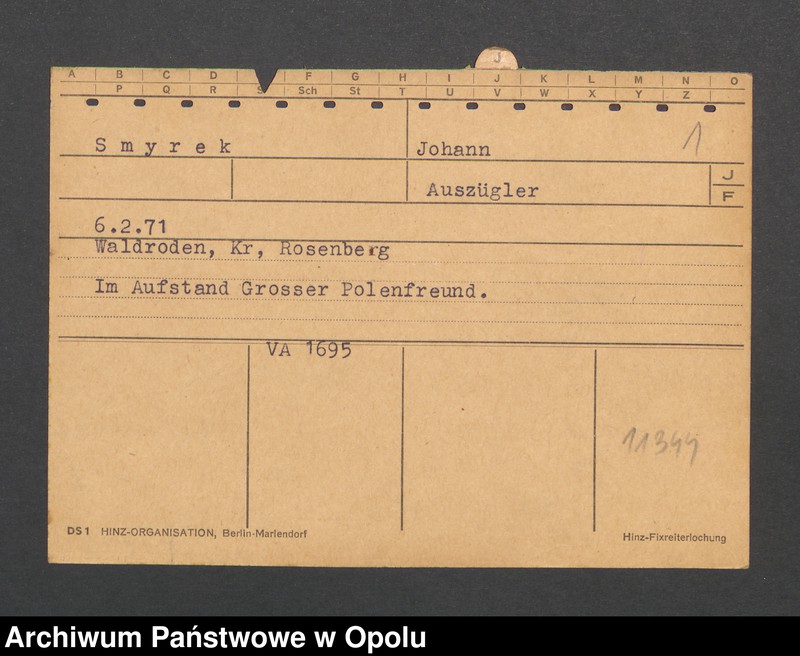 J
A B C D F G H I J K L M N O
P Q R S Sch St T U V W X Y Z
Smyrek Johann 1
Auszügler J
F
6.2.71
Waldroden, Kr, Rosenberg
Im Aufstand Grosser Polenfreund.
VA 1695
11344
DS1 HINZ-ORGANISATION, Berlin-Mariendorf Hinz-Fixreiterlochung
Archiwum Państwowe w Opolu